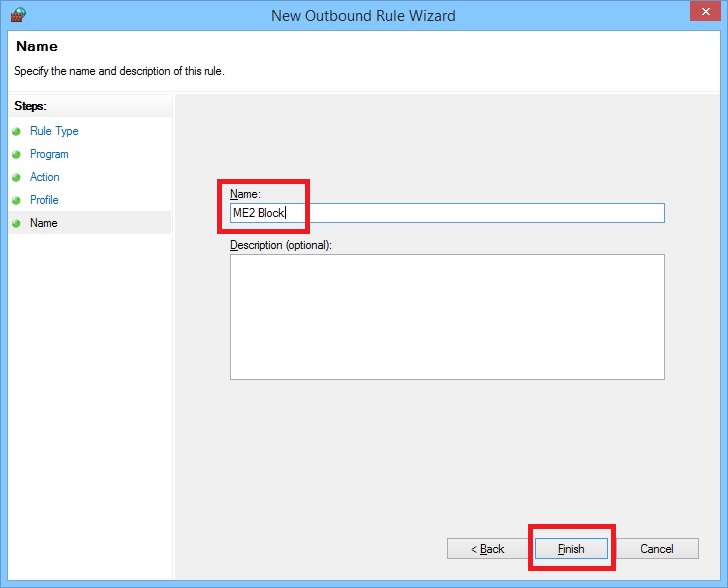 New Outbound Rule Wizard
Name
Specify the name and description of this rule.
Steps:
Rule Type
Program
Action
Profile
Name
Name:
ME2 Block
Description (optional):
< Back
Finish
Cancel